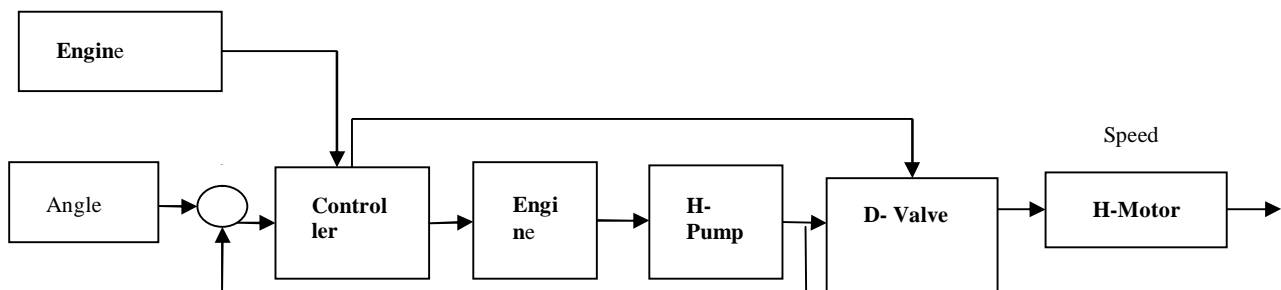 Engine
Speed
Angle
Control
ler
Engi
ne
H-
Pump
D- Valve
H-Motor